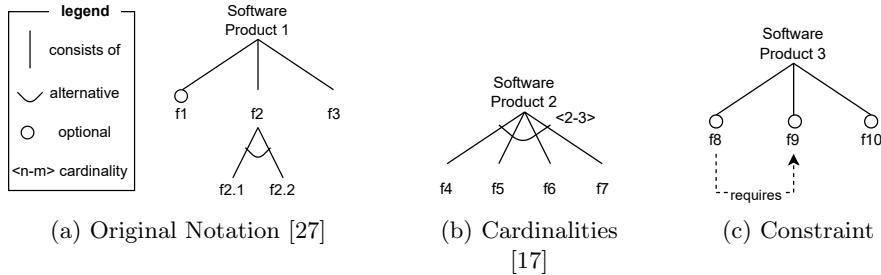 legend
consists of
alternative
optional
<n-m> cardinality
Software
Product 1
f1
f2
f3
f2.1
f2.2
(a) Original Notation [27]
Software
Product 2
<2-3>
f4
f5
f6
f7
(b) Cardinalities
[17]
Software
Product 3
f8
f9
f10
requires
(c) Constraint